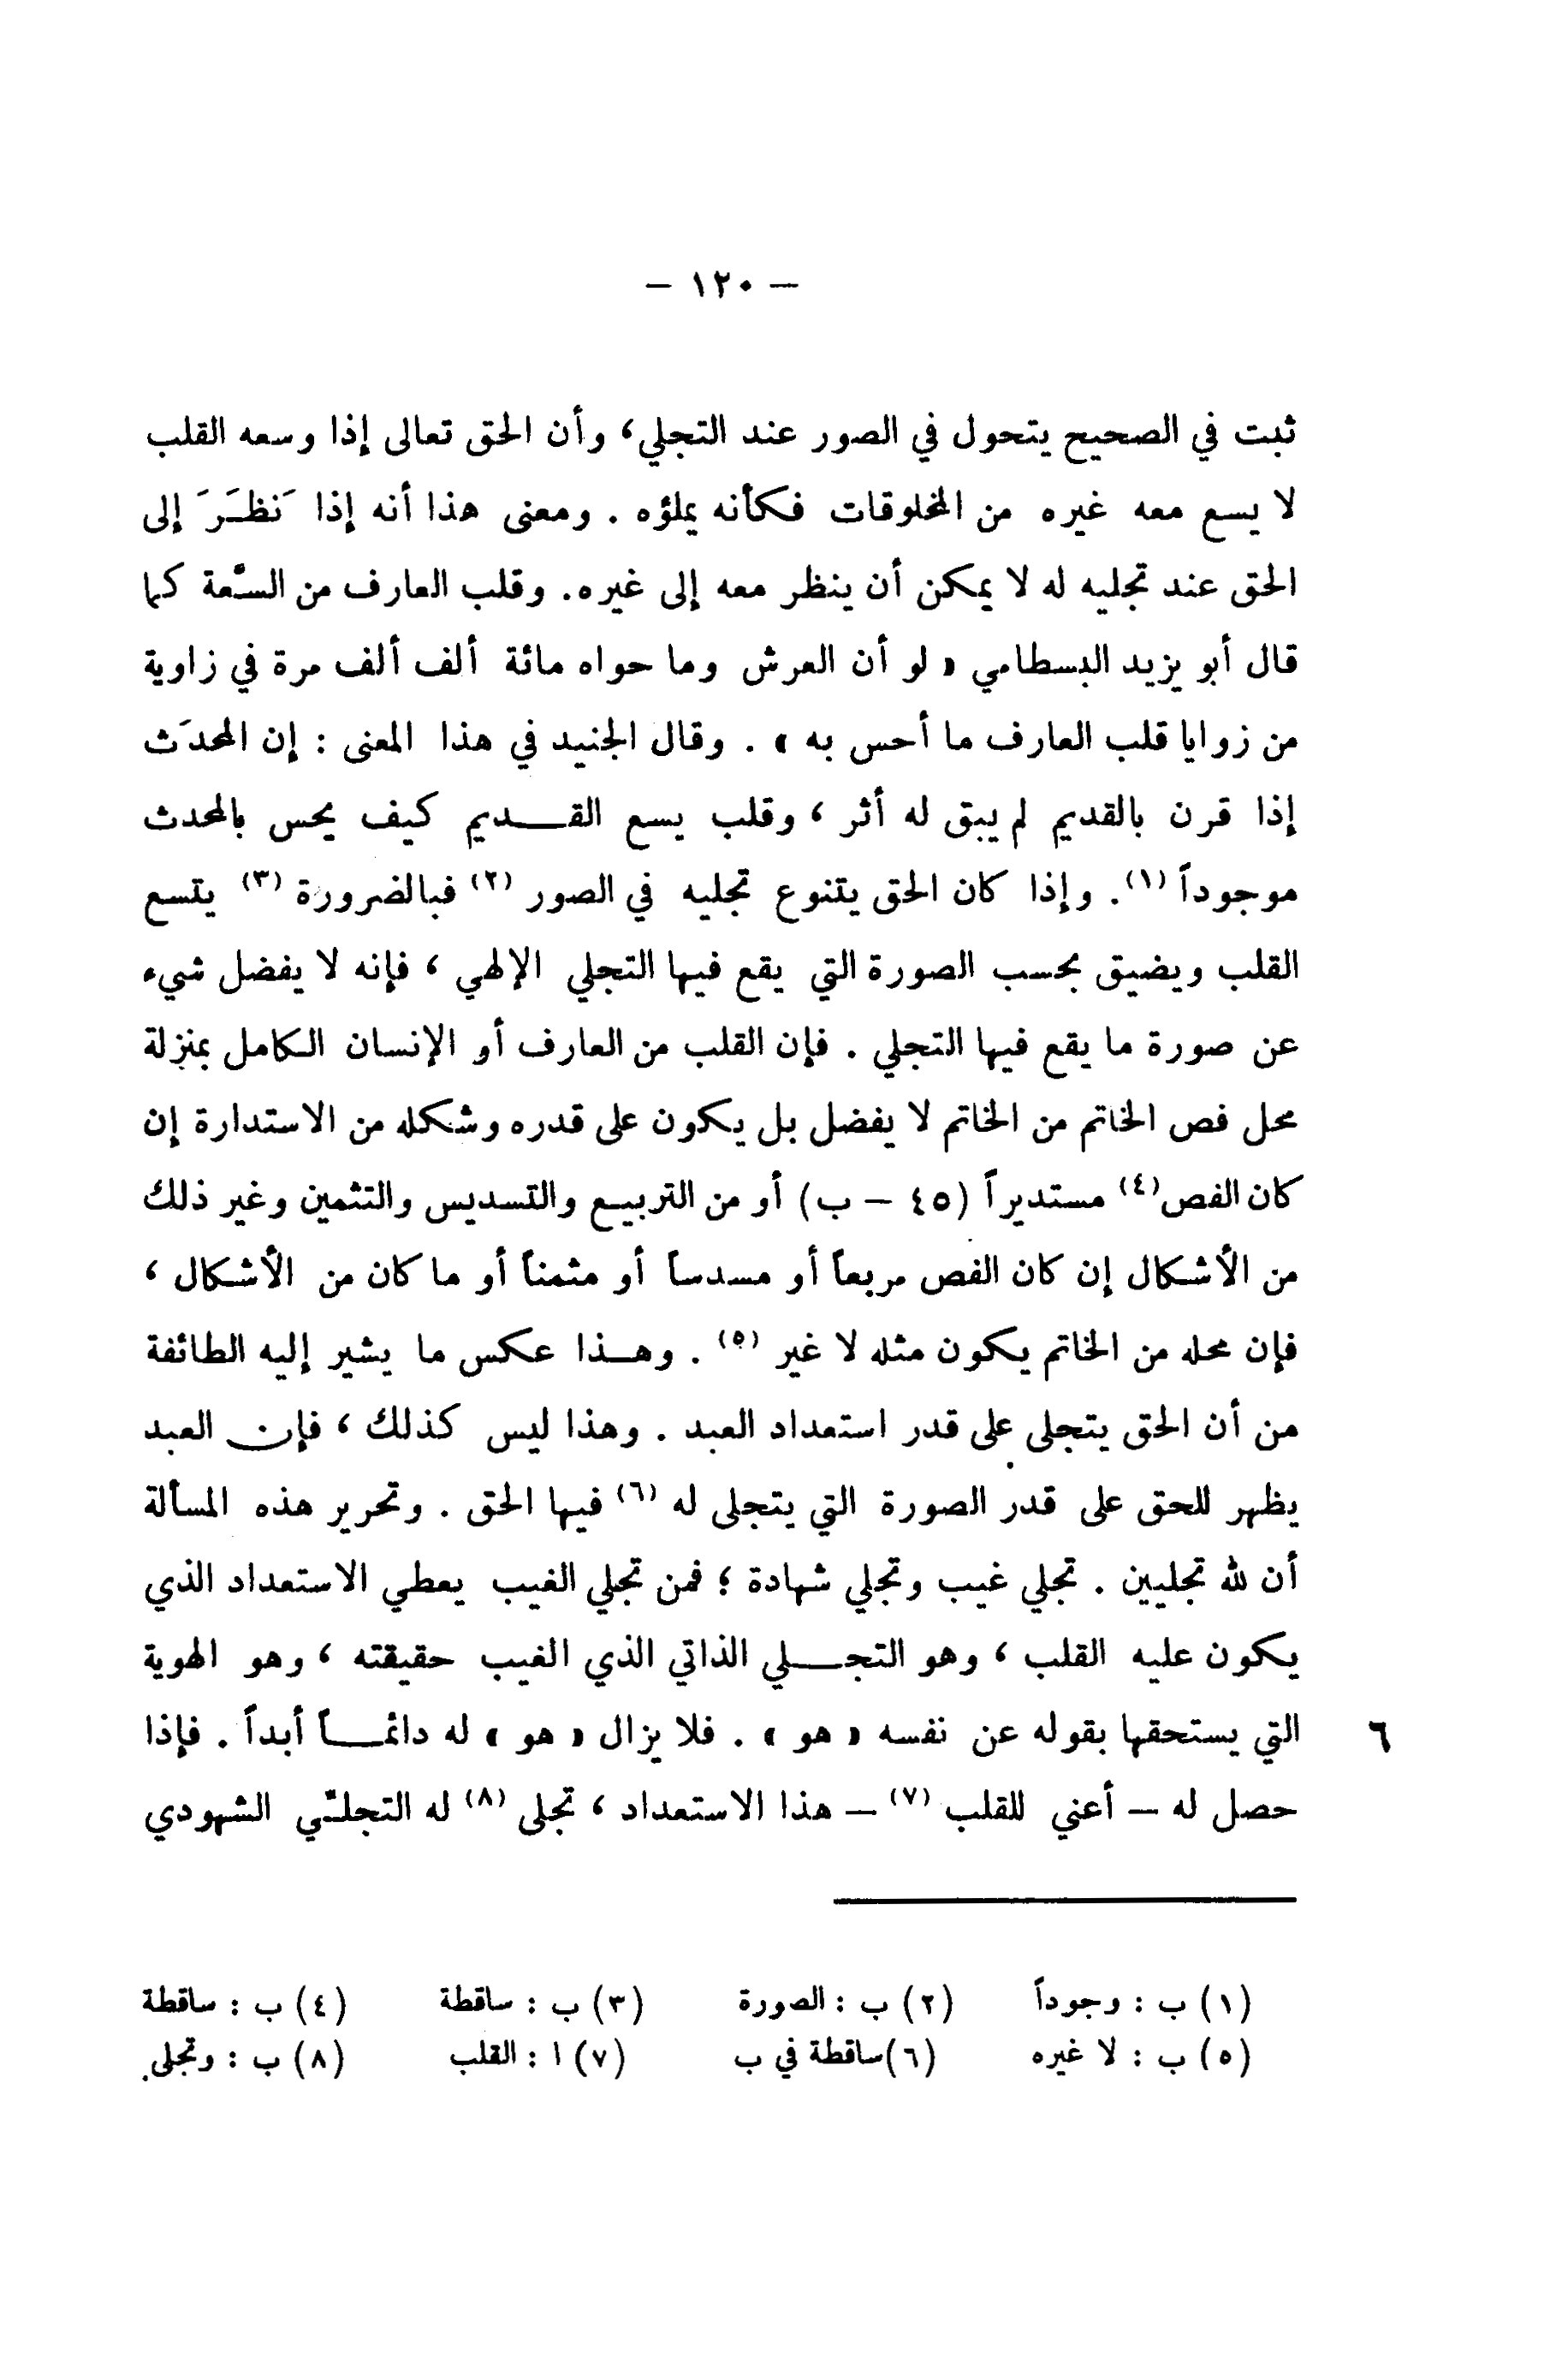 — ١٢٠ —
ثبت في الصحيح يتحول في الصور عند التجلي، وأن الحق تعالى إذا وسعه القلب
لا يسع معه غيره من المخلوقات فكأنه يملؤه . ومعنى هذا أنه إذا نَظَرَ إلى
الحق عند تجليه له لا يمكن أن ينظر معه إلى غيره. وقلب العارف من السَّعة كما
قال أبو يزيد البسطامي « لو أن العرش وما حواه مائة ألف ألف مرة في زاوية
من زوايا قلب العارف ما أحس به » . وقال الجنيد في هذا المعنى : إن المحدَث
إذا قرن بالقديم لم يبق له أثر ، وقلب يسع القـــديم كيف يحس بالمحدث
موجوداً (١). وإذا كان الحق يتنوع تجليه في الصور (٢) فبالضرورة (٣) يتسع
القلب ويضيق بحسب الصورة التي يقع فيها التجلي الإلهي ، فإنه لا يفضل شيء
عن صورة ما يقع فيها التجلي . فإن القلب من العارف أو الإنسان الكامل بمنزلة
محل فص الخاتم من الخاتم لا يفضل بل يكون على قدره وشكله من الاستدارة إن
كان الفص(٤) مستديراً (٤٥ – ب) أو من التربيع والتسديس والتثمين وغير ذلك
من الأشكال إن كان الفص مربعاً أو مسدساً أو مثمناً أو ما كان من الأشكال ،
فإن محله من الخاتم يكون مثله لا غير (٥) . وهــذا عكس ما يشير إليه الطائفة
من أن الحق يتجلى على قدر استعداد العبد . وهذا ليس كذلك ، فإن العبد
يظهر للحق على قدر الصورة التي يتجلى له (٦) فيها الحق . وتحرير هذه المسألة
أن لله تجليين . تجلي غيب وتجلي شهادة ؛ فمن تجلي الغيب يعطي الاستعداد الذي
يكون عليه القلب ، وهو التجـــلي الذاتي الذي الغيب حقيقته ، وهو الهوية
٦ التي يستحقها بقوله عن نفسه « هو » . فلا يزال « هو » له دائمـــاً أبداً . فإذا
حصل له – أعني للقلب (٧) – هذا الاستعداد ، تجلى (٨) له التجلّي الشهودي
(١) ب : وجوداً (٢) ب : الصورة (٣) ب : ساقطة (٤) ب : ساقطة
(٥) ب : لا غيره (٦)ساقطة في ب (٧) ا : القلب (٨) ب : وتجلى.